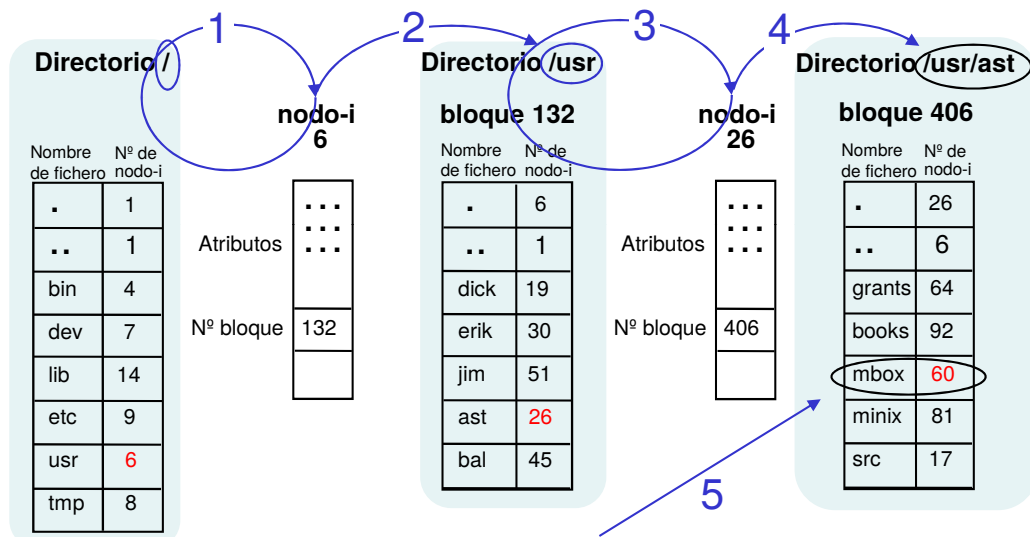 1
2
3
4
Directorio /
Directorio /usr
Directorio /usr/ast
nodo-i
6
bloque 132
nodo-i
26
bloque 406
Nombre de fichero
Nº de nodo-i
. 1
.. 1
bin 4
dev 7
lib 14
etc 9
usr 6
tmp 8
...
...
...
Atributos
Nº bloque 132
Nombre de fichero
Nº de nodo-i
. 6
.. 1
dick 19
erik 30
jim 51
ast 26
bal 45
...
...
...
Atributos
Nº bloque 406
Nombre de fichero
Nº de nodo-i
. 26
.. 6
grants 64
books 92
mbox 60
minix 81
src 17
5